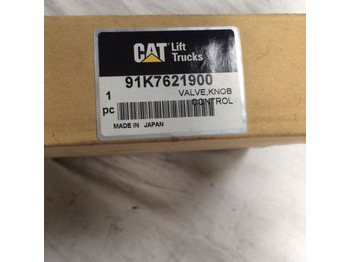 CAT Lift
Trucks
91K7621900
1
pc
VALVE,KNOB
CONTROL
MADE IN JAPAN